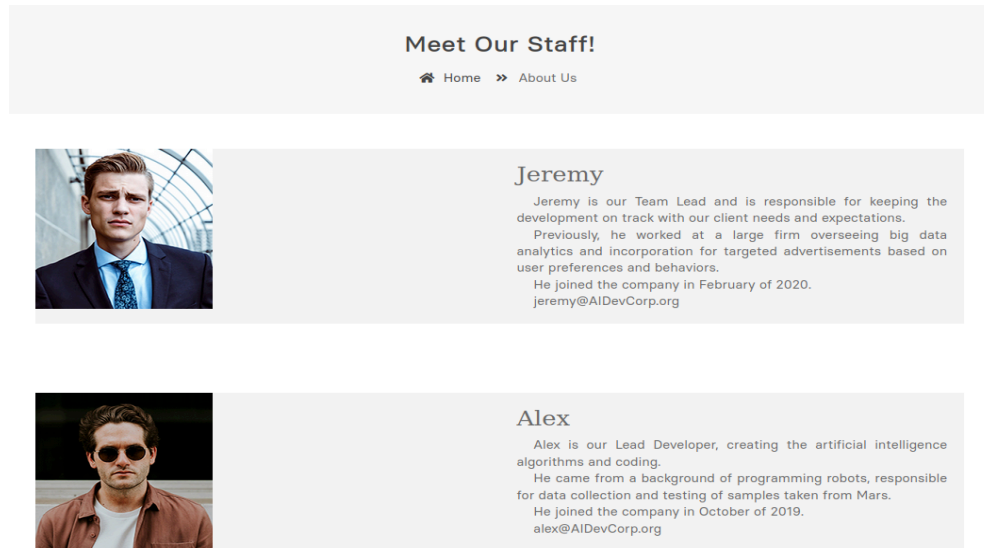 Meet Our Staff!
Home » About Us
Jeremy
Jeremy is our Team Lead and is responsible for keeping the
development on track with our client needs and expectations.
Previously, he worked at a large firm overseeing big data
analytics and incorporation for targeted advertisements based on
user preferences and behaviors.
He joined the company in February of 2020.
jeremy@AIDevCorp.org
Alex
Alex is our Lead Developer, creating the artificial intelligence
algorithms and coding.
He came from a background of programming robots, responsible
for data collection and testing of samples taken from Mars.
He joined the company in October of 2019.
alex@AIDevCorp.org